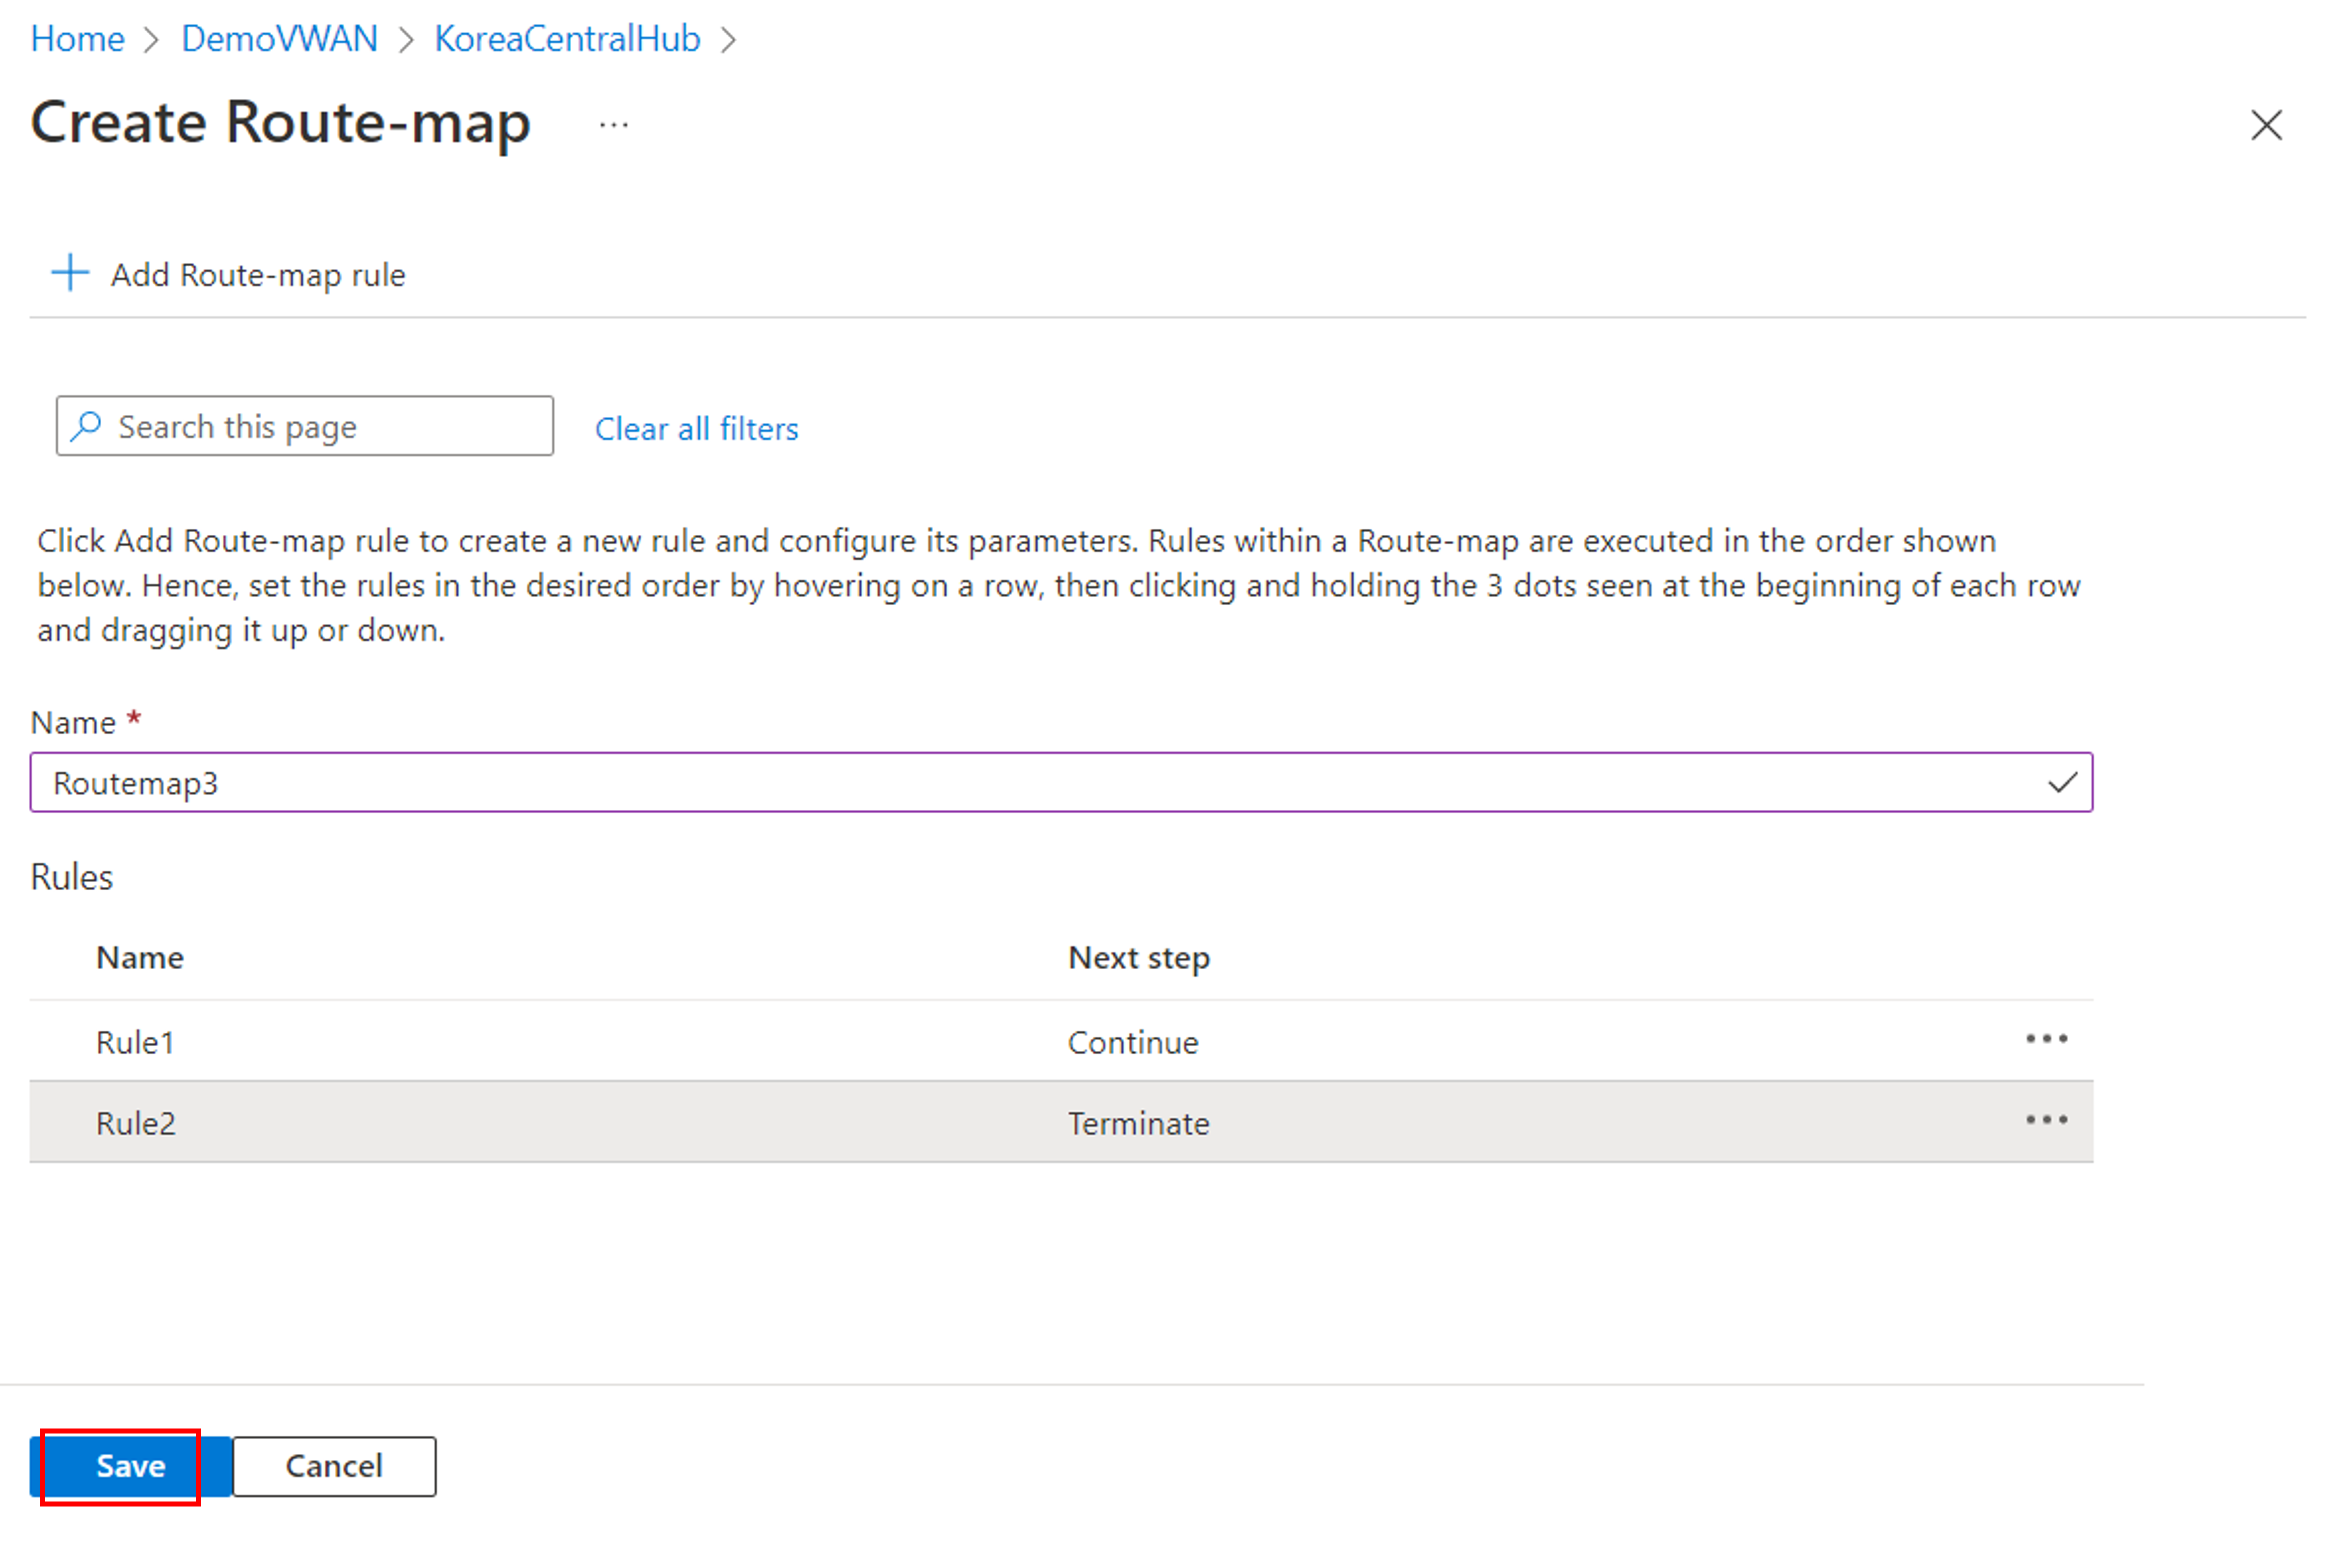 Home > DemoVWAN > KoreaCentralHub >
Create Route-map ...
Add Route-map rule
Search this page Clear all filters
Click Add Route-map rule to create a new rule and configure its parameters. Rules within a Route-map are executed in the order shown
below. Hence, set the rules in the desired order by hovering on a row, then clicking and holding the 3 dots seen at the beginning of each row
and dragging it up or down.
Name *
Routemap3
Rules
Name Next step
Rule1 Continue ...
Rule2 Terminate ...
Save Cancel